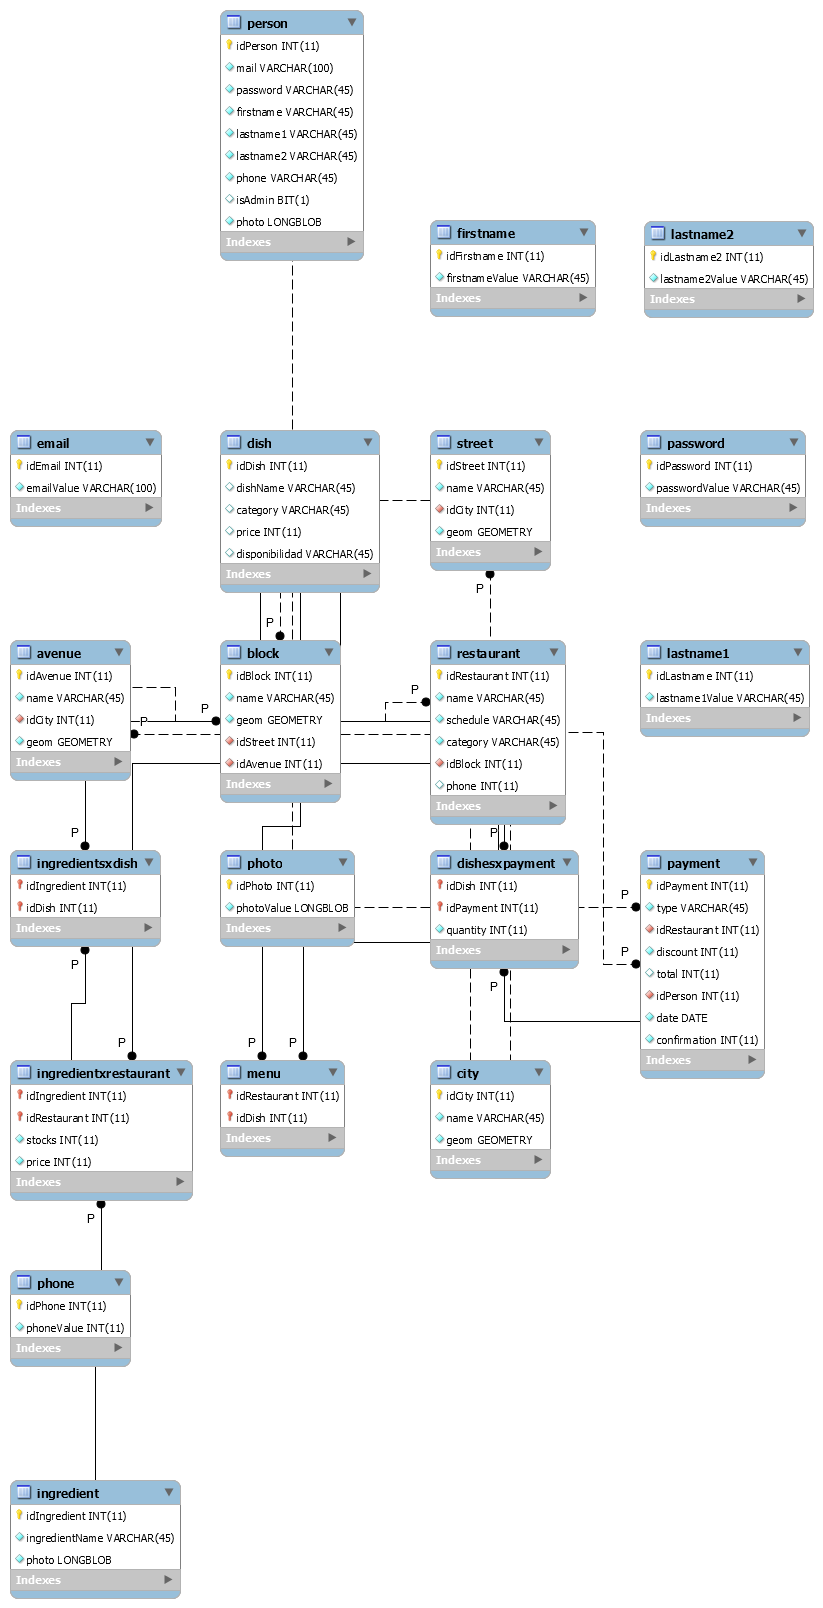 person
idPerson INT(11)
mail VARCHAR(100)
password VARCHAR(45)
firstname VARCHAR(45)
lastname1 VARCHAR(45)
lastname2 VARCHAR(45)
phone VARCHAR(45)
isAdmin BIT(1)
photo LONGBLOB
Indexes
firstname
idFirstname INT(11)
firstnameValue VARCHAR(45)
Indexes
lastname2
idLastname2 INT(11)
lastname2Value VARCHAR(45)
Indexes
email
idEmail INT(11)
emailValue VARCHAR(100)
Indexes
dish
idDish INT(11)
dishName VARCHAR(45)
category VARCHAR(45)
price INT(11)
disponibilidad VARCHAR(45)
Indexes
street
idStreet INT(11)
name VARCHAR(45)
idCity INT(11)
geom GEOMETRY
Indexes
password
idPassword INT(11)
passwordValue VARCHAR(45)
Indexes
P
P
avenue
idAvenue INT(11)
name VARCHAR(45)
idCity INT(11)
geom GEOMETRY
Indexes
P
P
block
idBlock INT(11)
name VARCHAR(45)
geom GEOMETRY
idStreet INT(11)
idAvenue INT(11)
Indexes
P
restaurant
idRestaurant INT(11)
name VARCHAR(45)
schedule VARCHAR(45)
category VARCHAR(45)
idBlock INT(11)
phone INT(11)
Indexes
lastname1
idLastname INT(11)
lastname1Value VARCHAR(45)
Indexes
P
P
ingredientsxdish
idIngredient INT(11)
idDish INT(11)
Indexes
photo
idPhoto INT(11)
photoValue LONGBLOB
Indexes
dishesxpayment
idDish INT(11)
idPayment INT(11)
quantity INT(11)
Indexes
P
P
payment
idPayment INT(11)
type VARCHAR(45)
idRestaurant INT(11)
discount INT(11)
total INT(11)
idPerson INT(11)
date DATE
confirmation INT(11)
Indexes
P
P
P
P
P
ingredientxrestaurant
idIngredient INT(11)
idRestaurant INT(11)
stocks INT(11)
price INT(11)
Indexes
menu
idRestaurant INT(11)
idDish INT(11)
Indexes
city
idCity INT(11)
name VARCHAR(45)
geom GEOMETRY
Indexes
P
phone
idPhone INT(11)
phoneValue INT(11)
Indexes
ingredient
idIngredient INT(11)
ingredientName VARCHAR(45)
photo LONGBLOB
Indexes